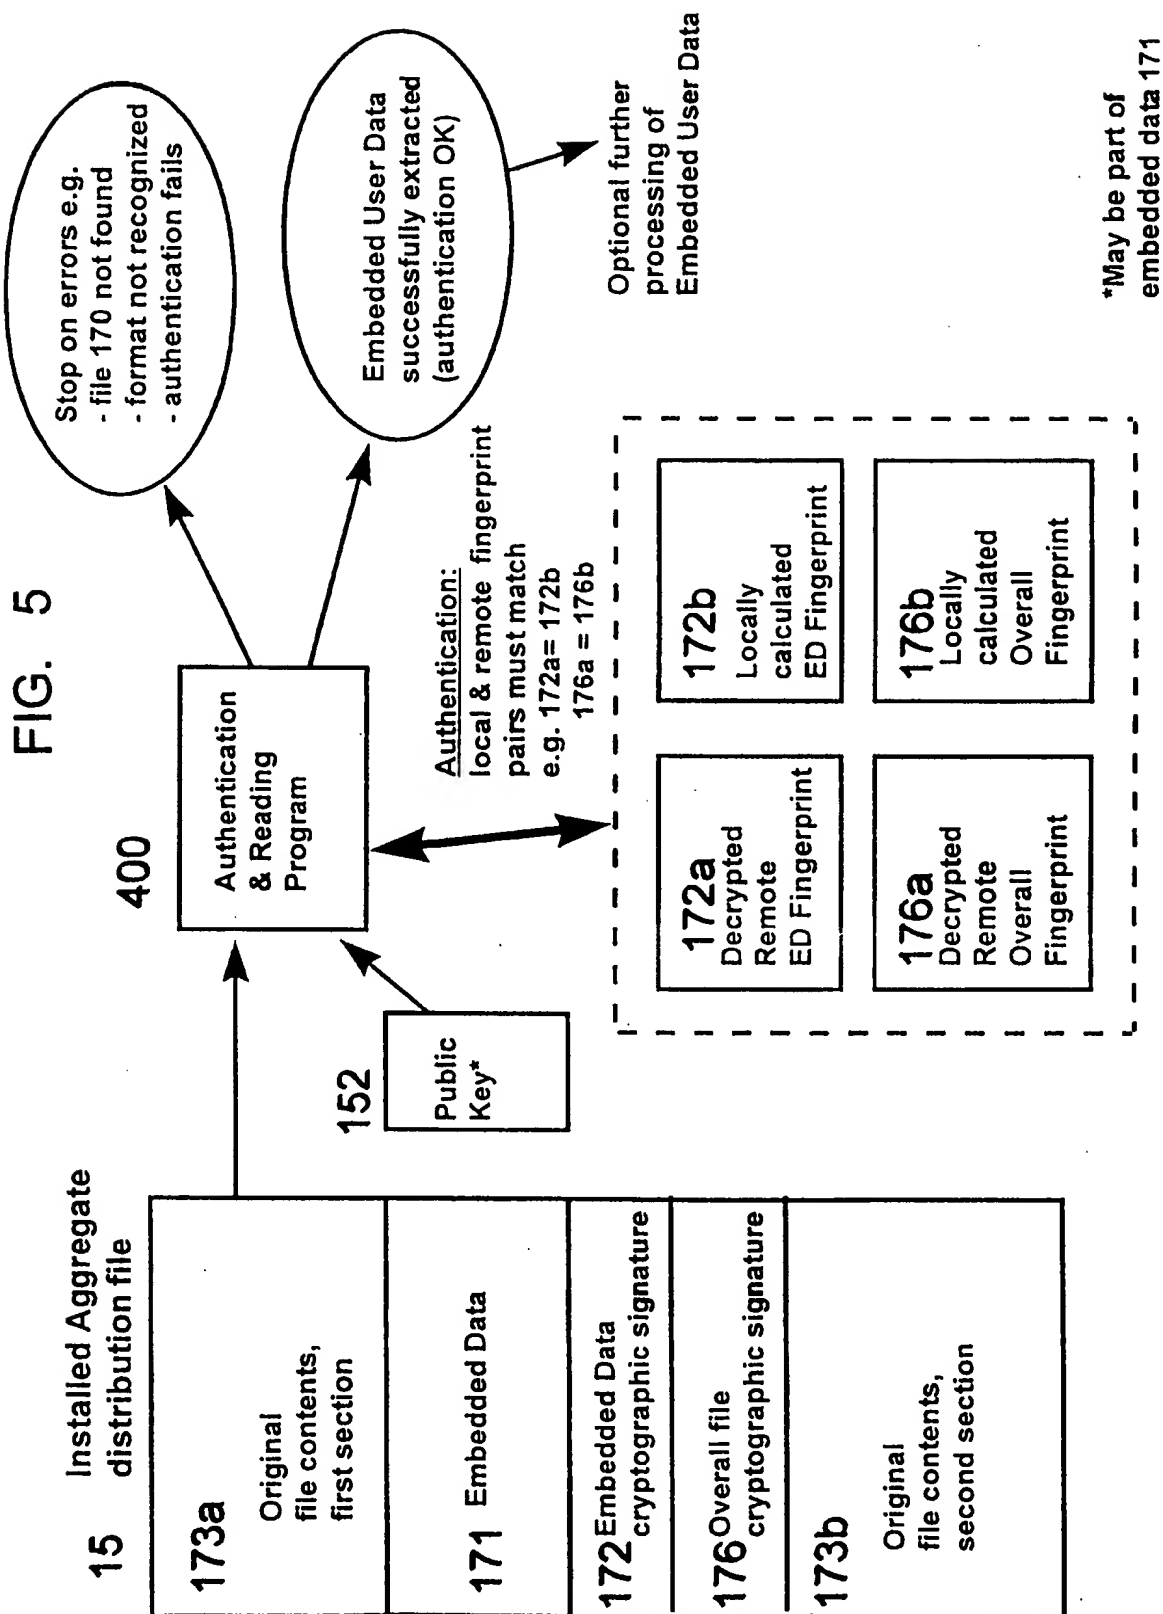 FIG. 5
15
Installed Aggregate
distribution file
173a
Original
file contents,
first section
171 Embedded Data
172 Embedded Data
cryptographic signature
176 Overall file
cryptographic signature
173b
Original
file contents,
second section
152
Public
Key*
400
Authentication
& Reading
Program
Stop on errors e.g.
- file 170 not found
- format not recognized
- authentication fails
Embedded User Data
successfully extracted
(authentication OK)
Optional further
processing of
Embedded User Data
Authentication:
local & remote fingerprint
pairs must match
e.g. 172a= 172b
176a = 176b
172a
Decrypted
Remote
ED Fingerprint
172b
Locally
calculated
ED Fingerprint
176a
Decrypted
Remote
Overall
Fingerprint
176b
Locally
calculated
Overall
Fingerprint
*May be part of
embedded data 171